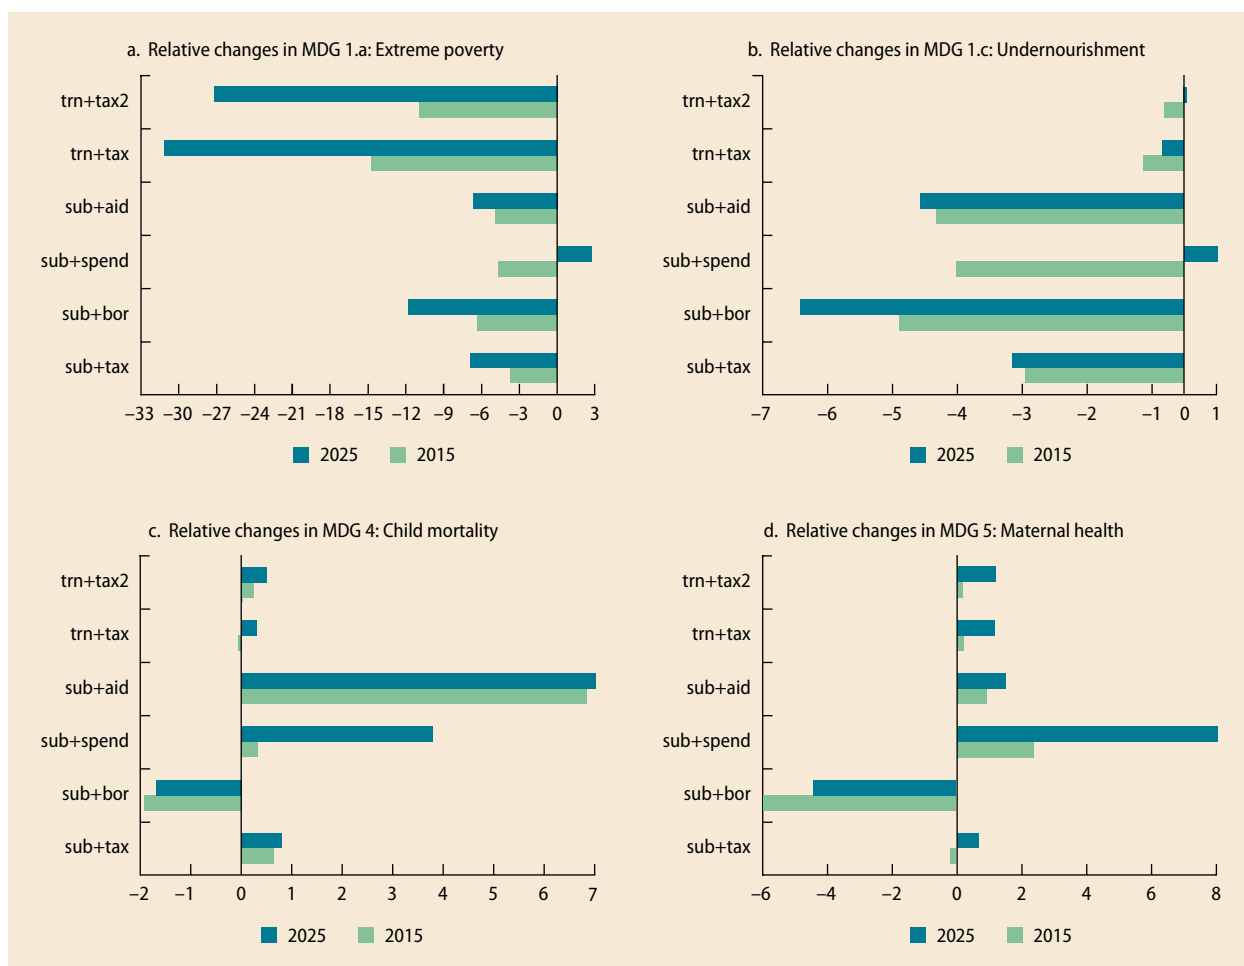 a. Relative changes in MDG 1.a: Extreme poverty
trn+tax2
trn+tax
sub+aid
sub+spend
sub+bor
sub+tax
–33 –30 –27 –24 –21 –18 –15 –12 –9 –6 –3 0 3
2025 2015
b. Relative changes in MDG 1.c: Undernourishment
trn+tax2
trn+tax
sub+aid
sub+spend
sub+bor
sub+tax
–7 –6 –5 –4 –3 –2 –1 0 1
2025 2015
c. Relative changes in MDG 4: Child mortality
trn+tax2
trn+tax
sub+aid
sub+spend
sub+bor
sub+tax
–2 –1 0 1 2 3 4 5 6 7
2025 2015
d. Relative changes in MDG 5: Maternal health
trn+tax2
trn+tax
sub+aid
sub+spend
sub+bor
sub+tax
–6 –4 –2 0 2 4 6 8
2025 2015